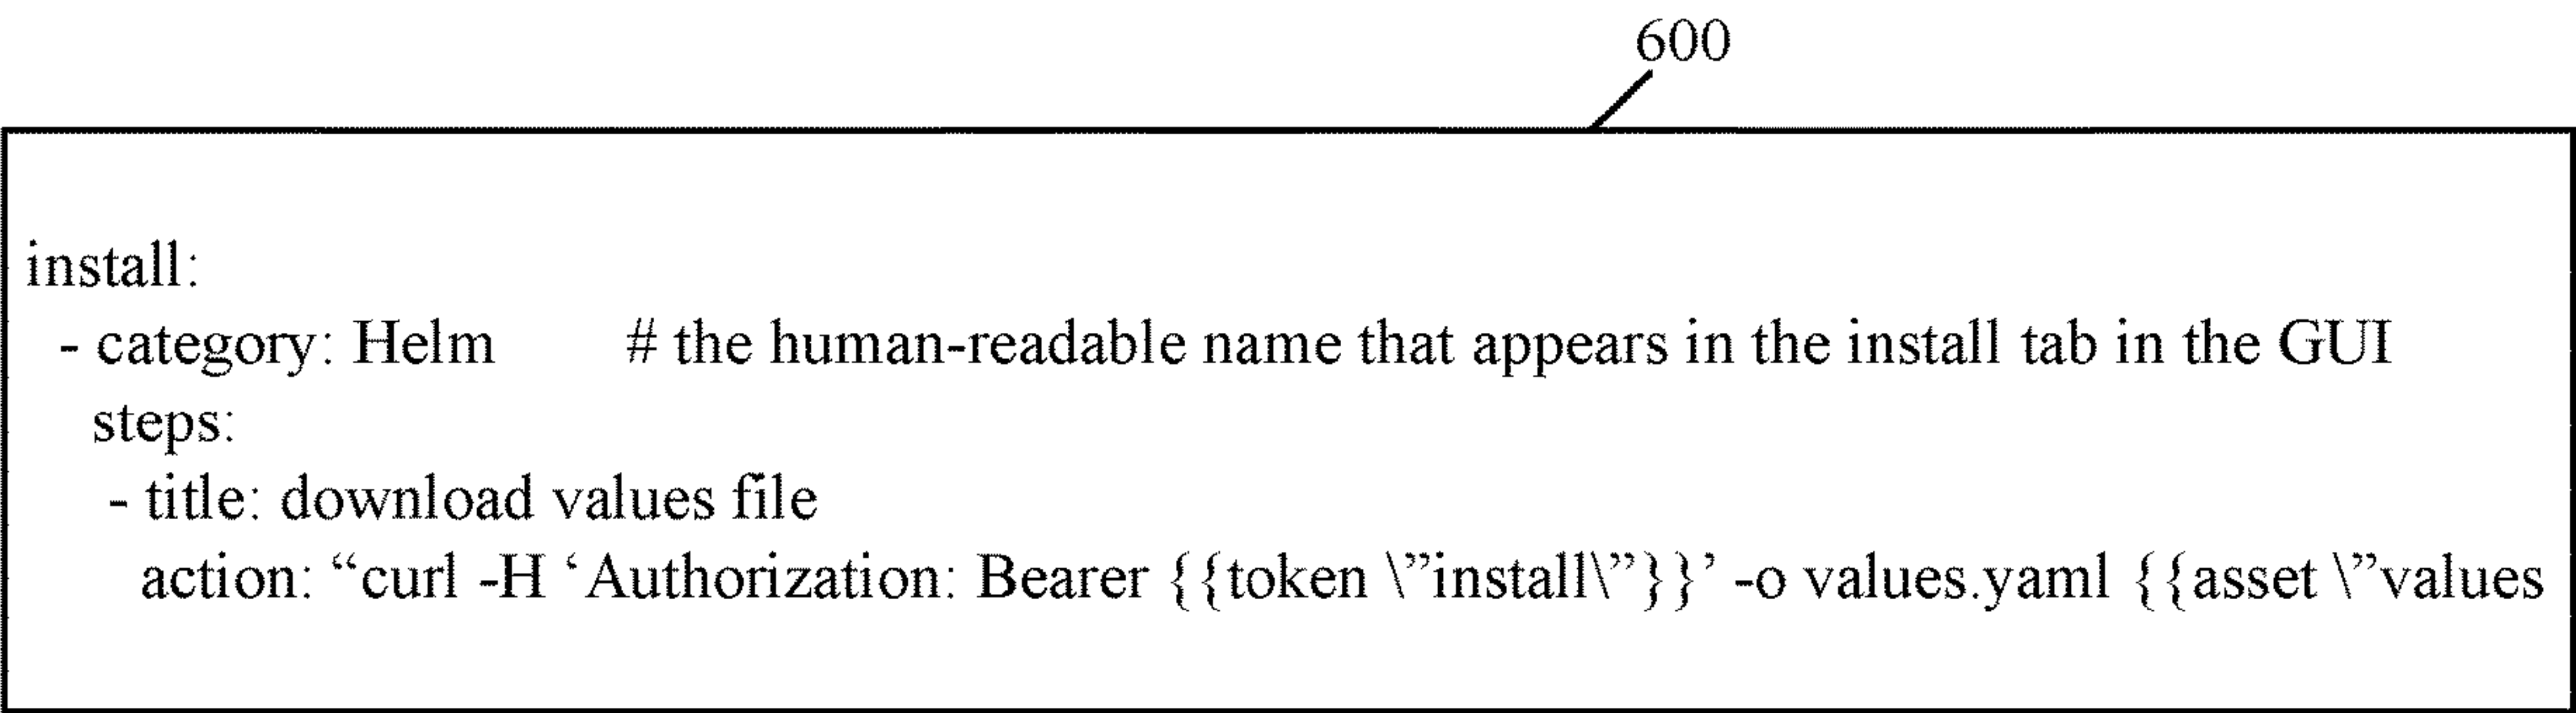 600
install:
- category: Helm # the human-readable name that appears in the install tab in the GUI
steps:
- title: download values file
action: “curl -H ‘Authorization: Bearer {{token \”install\”}}’ -o values.yaml {{asset \”values